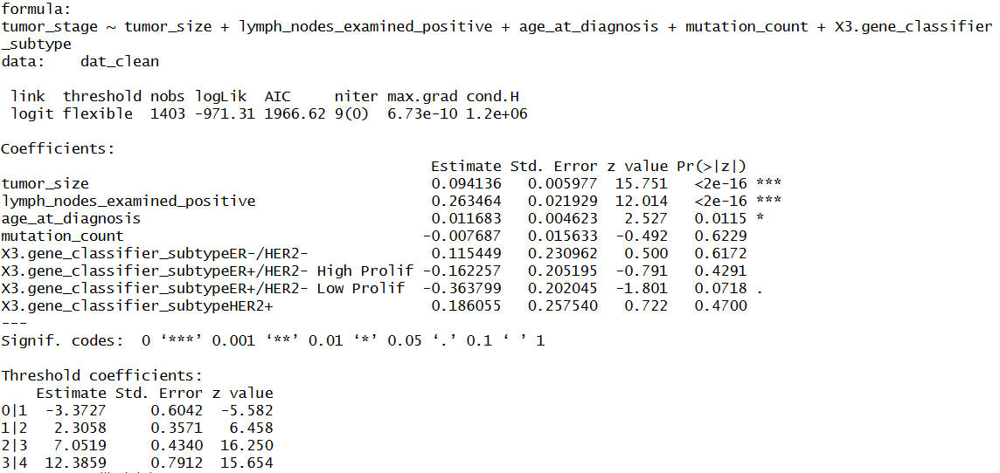 formula:
tumor_stage ~ tumor_size + lymph_nodes_examined_positive + age_at_diagnosis + mutation_count + X3.gene_classifier
_subtype
data:    dat_clean
 link  threshold nobs logLik  AIC     niter max.grad cond.H
 logit flexible  1403 -971.31 1966.62 9(0)  6.73e-10 1.2e+06
Coefficients:
                                                 Estimate Std. Error z value Pr(>|z|)
tumor_size                                       0.094136   0.005977  15.751   <2e-16 ***
lymph_nodes_examined_positive                    0.263464   0.021929  12.014   <2e-16 ***
age_at_diagnosis                                 0.011683   0.004623   2.527   0.0115 *
mutation_count                                  -0.007687   0.015633  -0.492   0.6229
X3.gene_classifier_subtypeER-/HER2-              0.115449   0.230962   0.500   0.6172
X3.gene_classifier_subtypeER+/HER2- High Prolif -0.162257   0.205195  -0.791   0.4291
X3.gene_classifier_subtypeER+/HER2- Low Prolif  -0.363799   0.202045  -1.801   0.0718 .
X3.gene_classifier_subtypeHER2+                  0.186055   0.257540   0.722   0.4700
---
Signif. codes:  0 ‘***’ 0.001 ‘**’ 0.01 ‘*’ 0.05 ‘.’ 0.1 ‘ ’ 1
Threshold coefficients:
    Estimate Std. Error z value
0|1  -3.3727     0.6042  -5.582
1|2   2.3058     0.3571   6.458
2|3   7.0519     0.4340  16.250
3|4  12.3859     0.7912  15.654